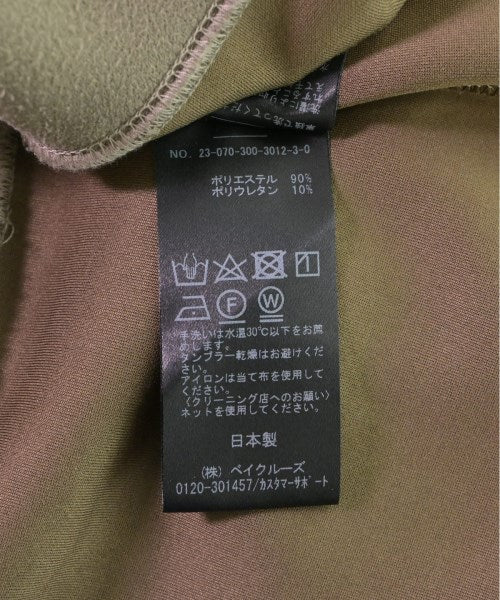 NO. 23-070-300-3012-3-0
ポリエステル 90%
ポリウレタン 10%
手洗いは水温30℃以下をお薦
めします。
タンブラー乾燥はお避けくださ
い。
アイロンは当て布を使用して
ください。
〈クリーニング店へのお願い〉
ネットを使用してください。
日本製
(株) ベイクルーズ
0120-301457/カスタマーサポート